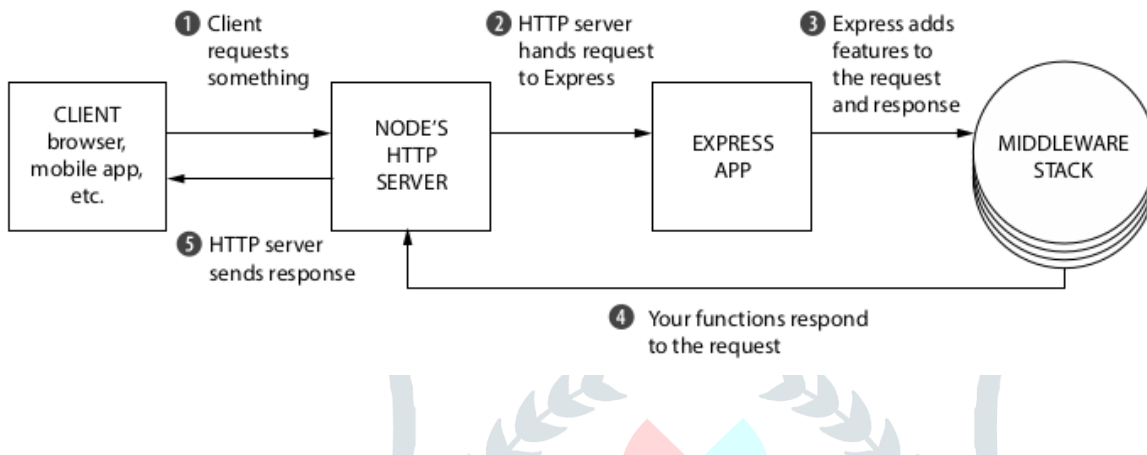 1 Client
requests
something
2 HTTP server
hands request
to Express
3 Express adds
features to
the request
and response
CLIENT
browser,
mobile app,
etc.
NODE'S
HTTP
SERVER
EXPRESS
APP
MIDDLEWARE
STACK
5 HTTP server
sends response
4 Your functions respond
to the request